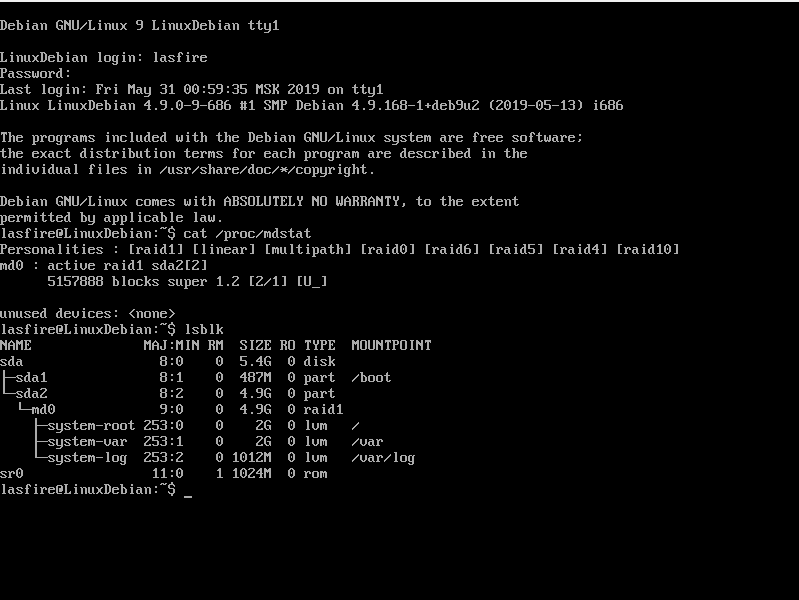 Debian GNU/Linux 9 LinuxDebian tty1
LinuxDebian login: lasfire
Password:
Last login: Fri May 31 00:59:35 MSK 2019 on tty1
Linux LinuxDebian 4.9.0-9-686 #1 SMP Debian 4.9.168-1+deb9u2 (2019-05-13) i686
The programs included with the Debian GNU/Linux system are free software;
the exact distribution terms for each program are described in the
individual files in /usr/share/doc/*/copyright.
Debian GNU/Linux comes with ABSOLUTELY NO WARRANTY, to the extent
permitted by applicable law.
lasfire@LinuxDebian:~$ cat /proc/mdstat
Personalities : [raid1] [linear] [multipath] [raid0] [raid6] [raid5] [raid4] [raid10]
md0 : active raid1 sda2[2]
      5157888 blocks super 1.2 [2/1] [U_]
unused devices: <none>
lasfire@LinuxDebian:~$ lsblk
NAME              MAJ:MIN RM  SIZE RO TYPE  MOUNTPOINT
sda                 8:0    0  5.4G  0 disk
├─sda1              8:1    0  487M  0 part  /boot
└─sda2              8:2    0  4.9G  0 part
  └─md0             9:0    0  4.9G  0 raid1
    ├─system-root 253:0    0    2G  0 lvm   /
    ├─system-var  253:1    0    2G  0 lvm   /var
    └─system-log  253:2    0 1012M  0 lvm   /var/log
sr0                11:0    1 1024M  0 rom
lasfire@LinuxDebian:~$ _